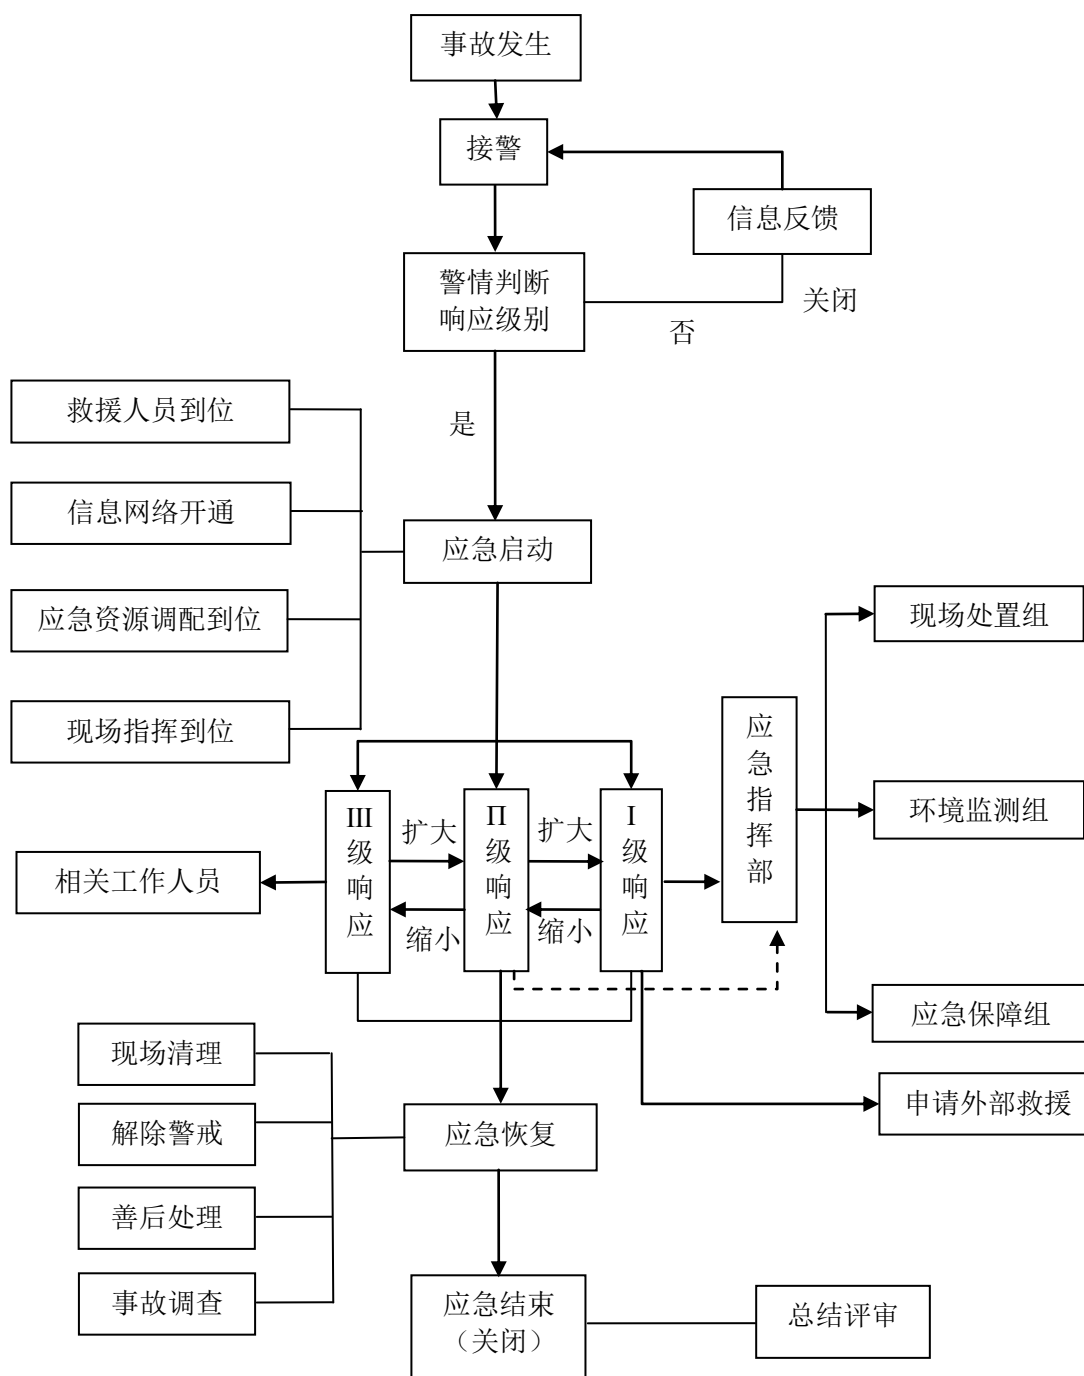 事故发生
接警
信息反馈
警情判断
响应级别
关闭
否
救援人员到位
是
信息网络开通
应急启动
应急资源调配到位
现场处置组
现场指挥到位
应急指挥部
III级响应
扩大
Π级响应
扩大
I级响应
环境监测组
相关工作人员
缩小
缩小
应急保障组
现场清理
申请外部救援
解除警戒
应急恢复
善后处理
事故调查
应急结束
（关闭）
总结评审